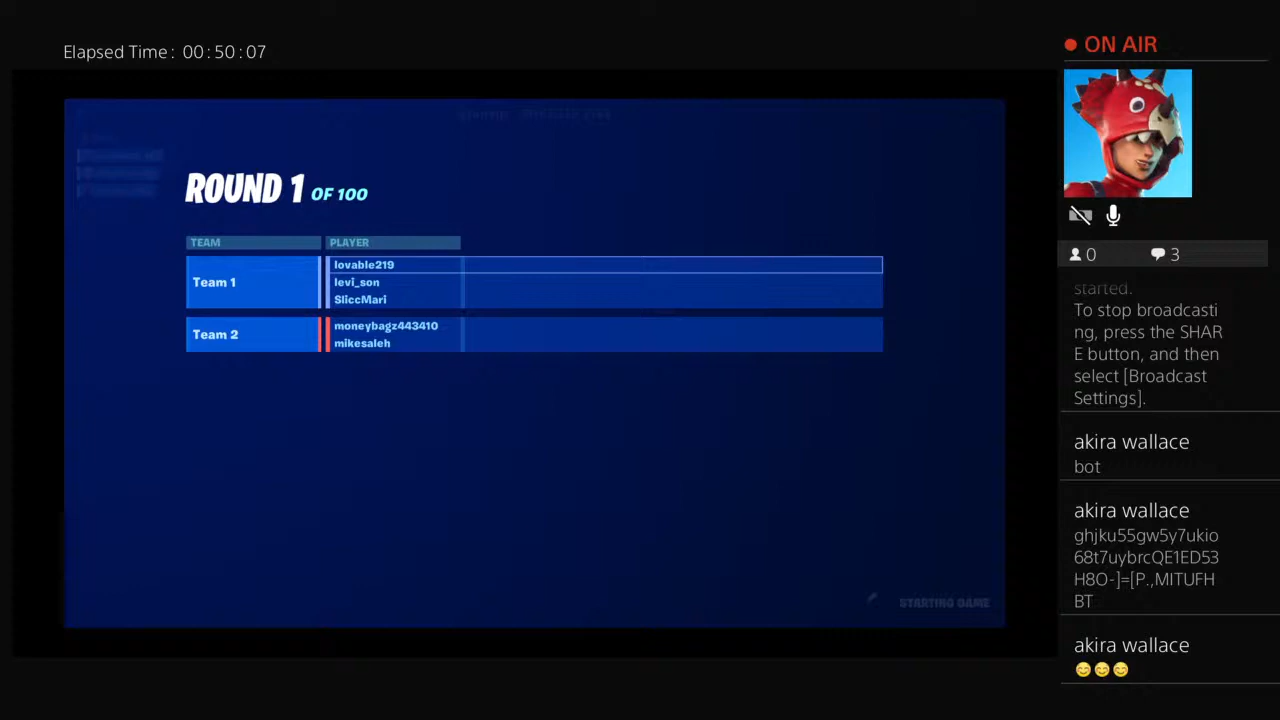 Elapsed Time: 00:50:07
ON AIR
0 3
ROUND 1 OF 100
TEAM PLAYER
Team 1
lovable219
levi_son
SliccMari
Team 2
moneybagz443410
mikesaleh
STARTING GAME
started.
To stop broadcasti
ng, press the SHAR
E button, and then
select [Broadcast
Settings].
akira wallace
bot
akira wallace
ghjku55gw5y7ukio
68t7uybrcQE1ED53
H8O-]=[P.,MITUFH
BT
akira wallace
😊😊😊